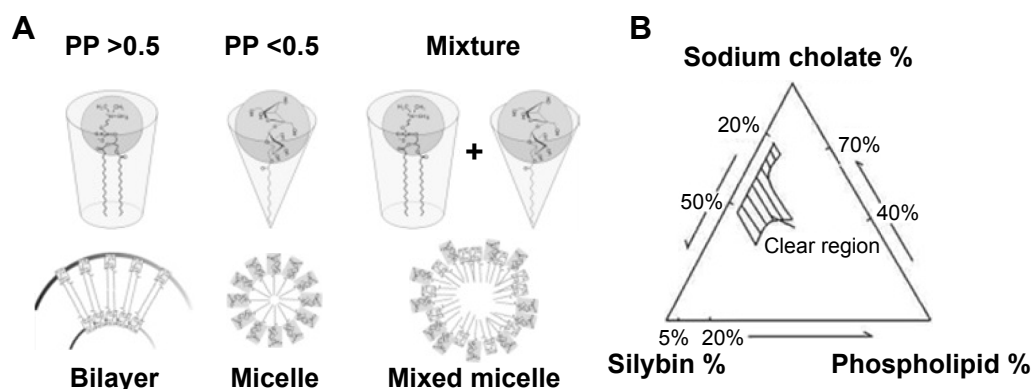 A
PP >0.5
PP <0.5
Mixture
+
Bilayer
Micelle
Mixed micelle
B
Sodium cholate %
20%
70%
50%
40%
Clear region
5%
20%
Silybin %
Phospholipid %